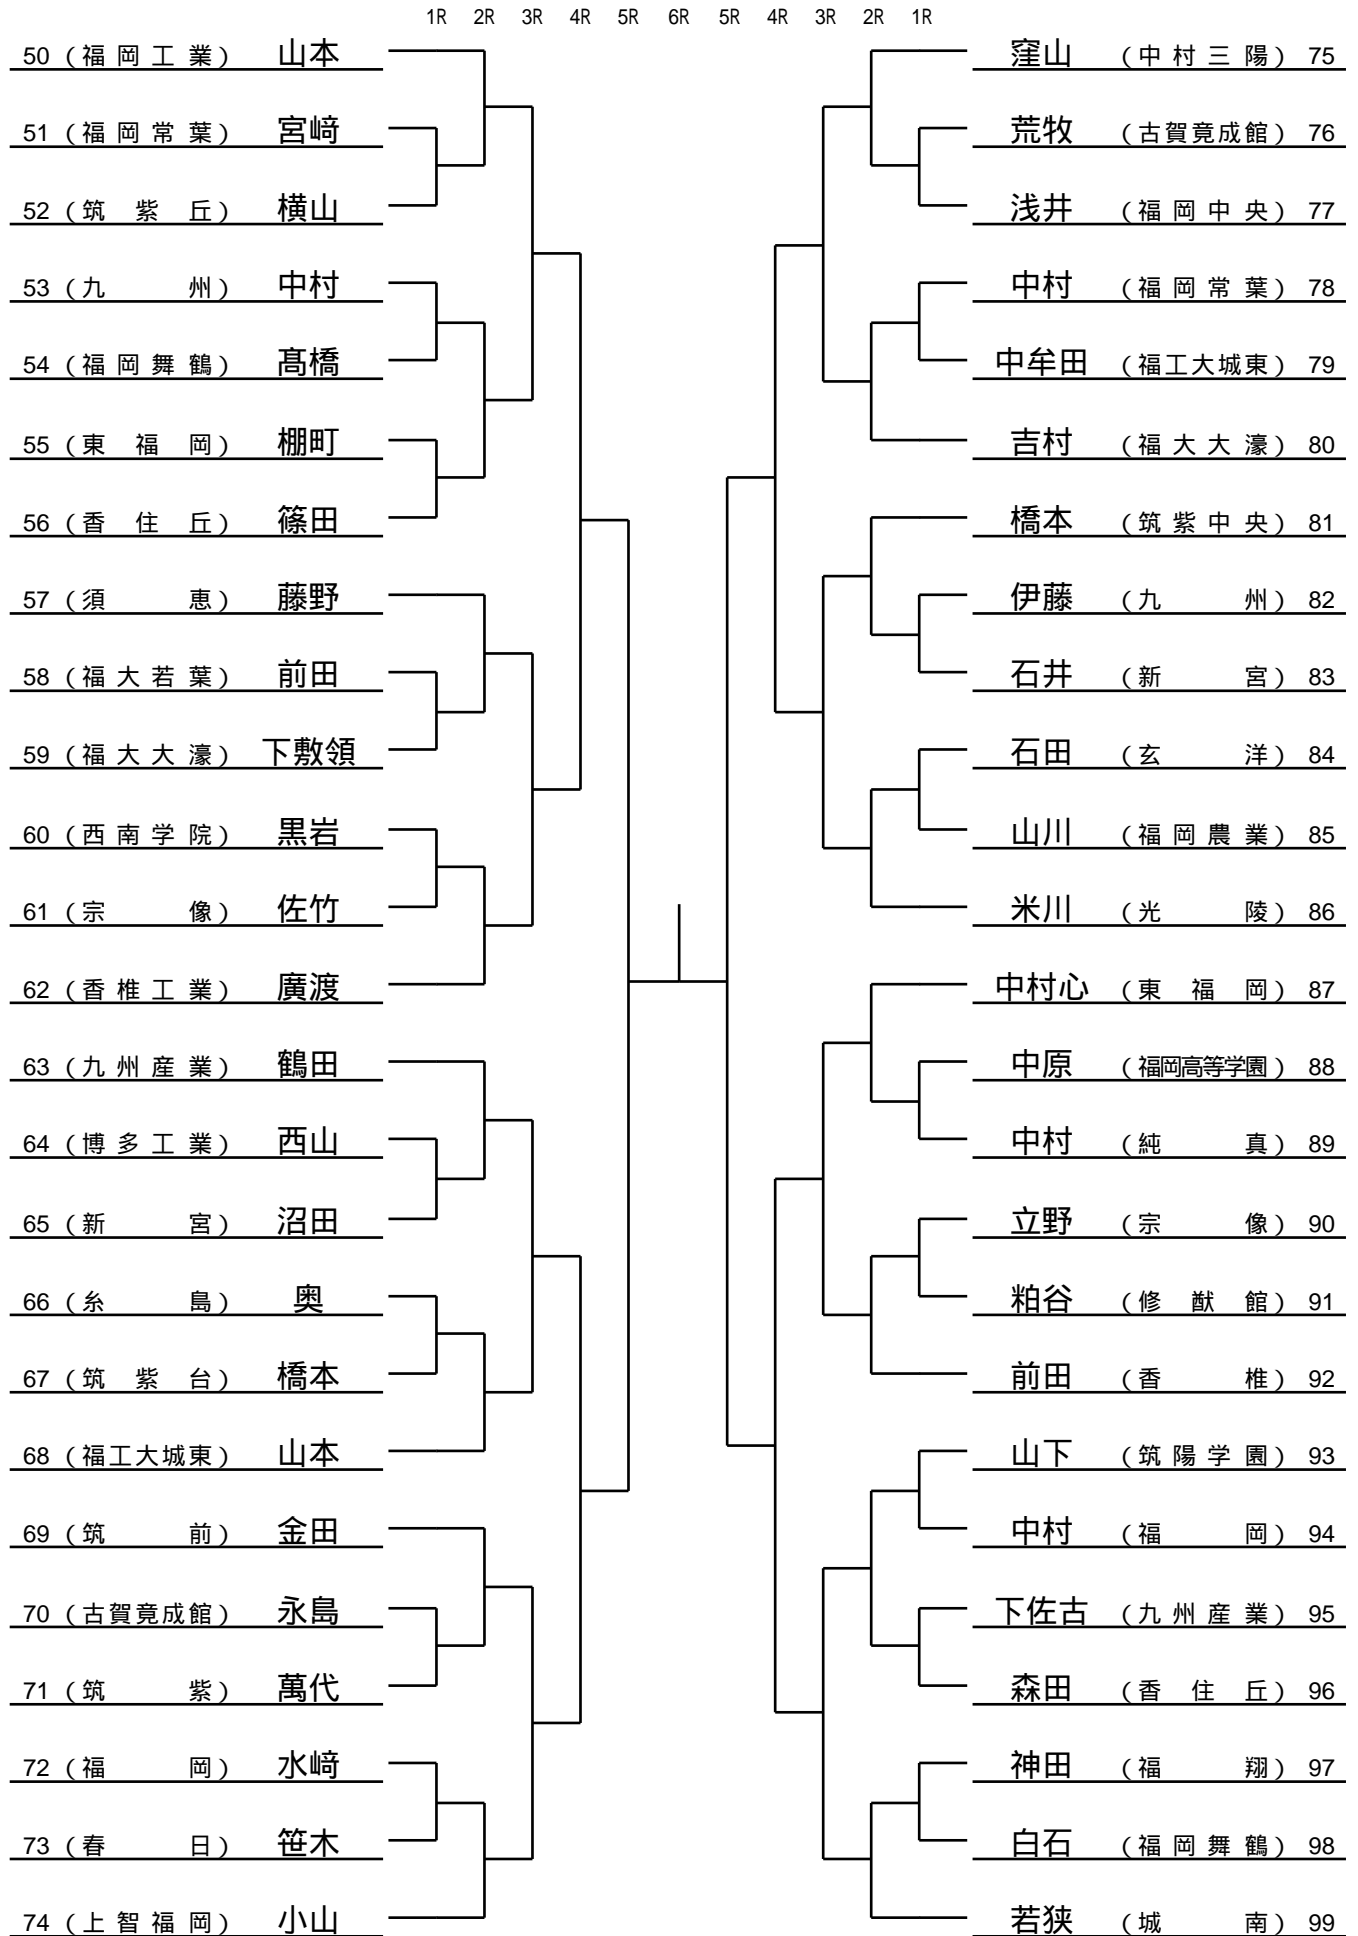 1R 2R 3R 4R 5R 6R 5R 4R 3R 2R 1R
50 (福岡工業) 山本
51 (福岡常葉) 宮﨑
52 (筑紫丘) 横山
53 (九州) 中村
54 (福岡舞鶴) 髙橋
55 (東福岡) 棚町
56 (香住丘) 篠田
57 (須恵) 藤野
58 (福大若葉) 前田
59 (福大大濠) 下敷領
60 (西南学院) 黒岩
61 (宗像) 佐竹
62 (香椎工業) 廣渡
63 (九州産業) 鶴田
64 (博多工業) 西山
65 (新宮) 沼田
66 (糸島) 奥
67 (筑紫台) 橋本
68 (福工大城東) 山本
69 (筑前) 金田
70 (古賀竟成館) 永島
71 (筑紫) 萬代
72 (福岡) 水﨑
73 (春日) 笹木
74 (上智福岡) 小山
窪山 (中村三陽) 75
荒牧 (古賀竟成館) 76
浅井 (福岡中央) 77
中村 (福岡常葉) 78
中牟田 (福工大城東) 79
吉村 (福大大濠) 80
橋本 (筑紫中央) 81
伊藤 (九州) 82
石井 (新宮) 83
石田 (玄洋) 84
山川 (福岡農業) 85
米川 (光陵) 86
中村心 (東福岡) 87
中原 (福岡高等学園) 88
中村 (純真) 89
立野 (宗像) 90
粕谷 (修猷館) 91
前田 (香椎) 92
山下 (筑陽学園) 93
中村 (福岡) 94
下佐古 (九州産業) 95
森田 (香住丘) 96
神田 (福翔) 97
白石 (福岡舞鶴) 98
若狭 (城南) 99